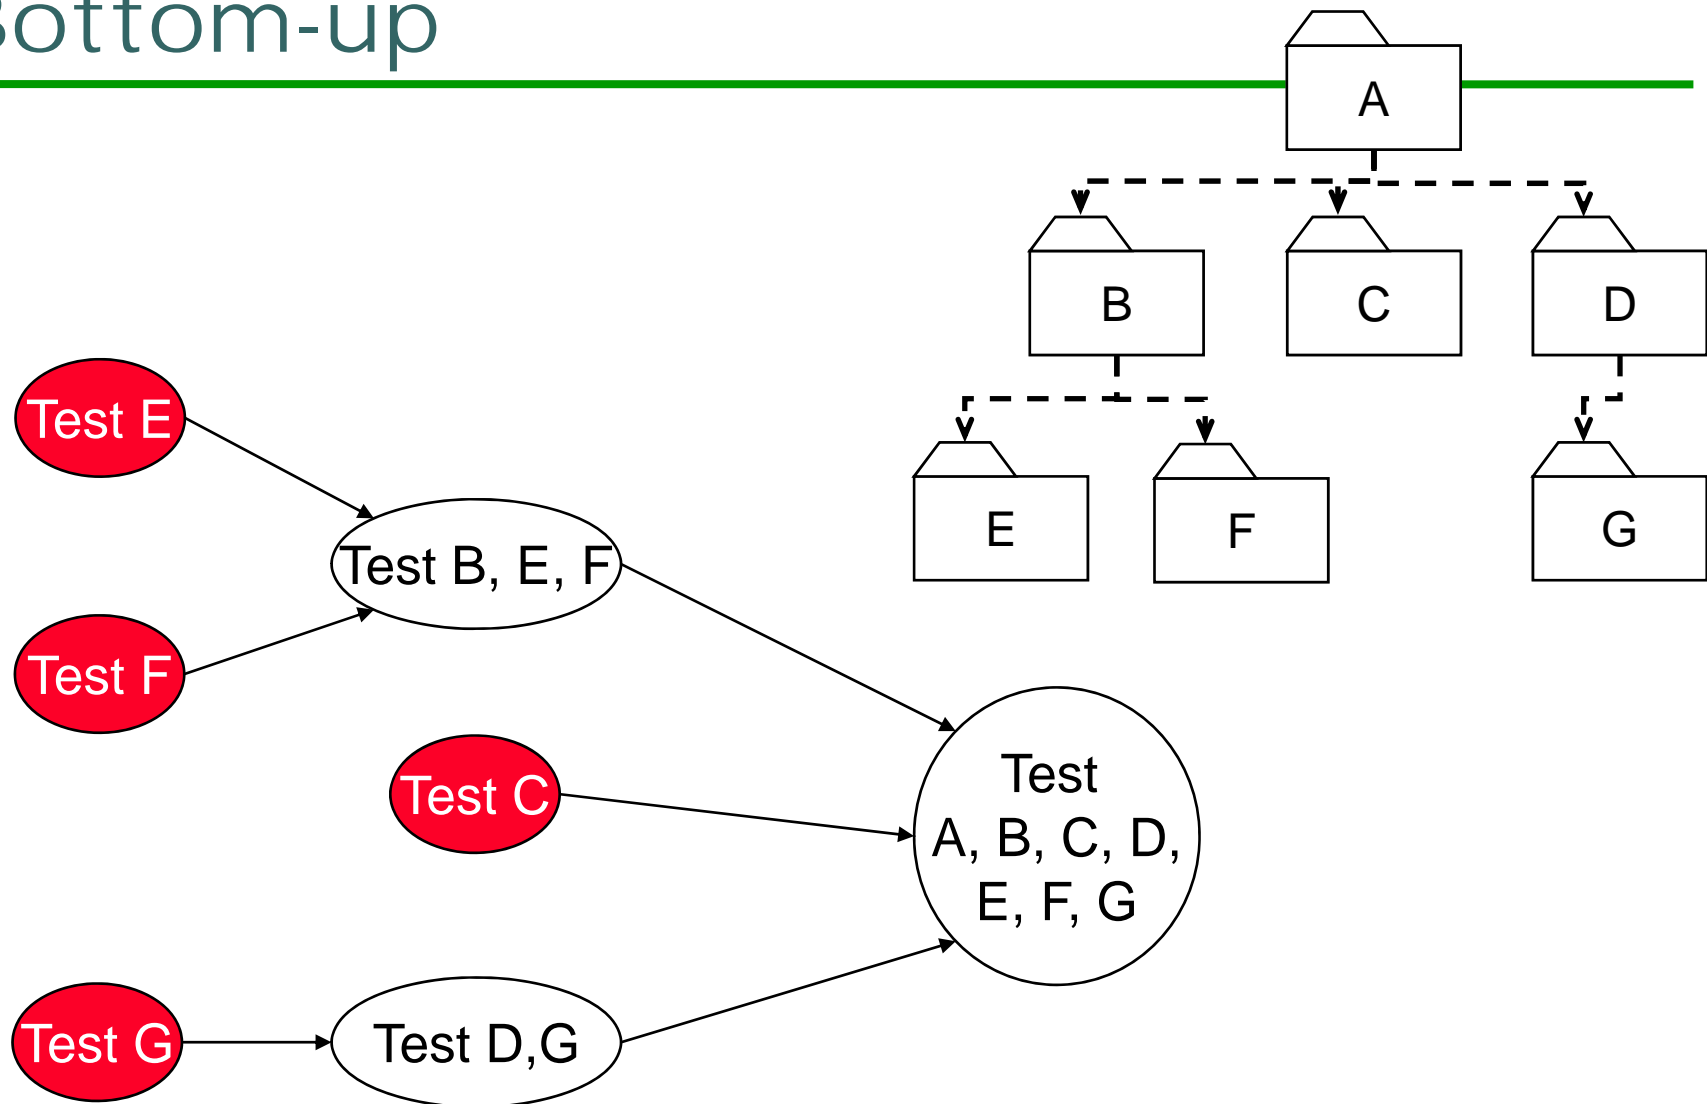 Bottom-up
A
B
C
D
E
F
G
Test E
Test B, E, F
Test F
Test C
Test
A, B, C, D,
E, F, G
Test G
Test D,G